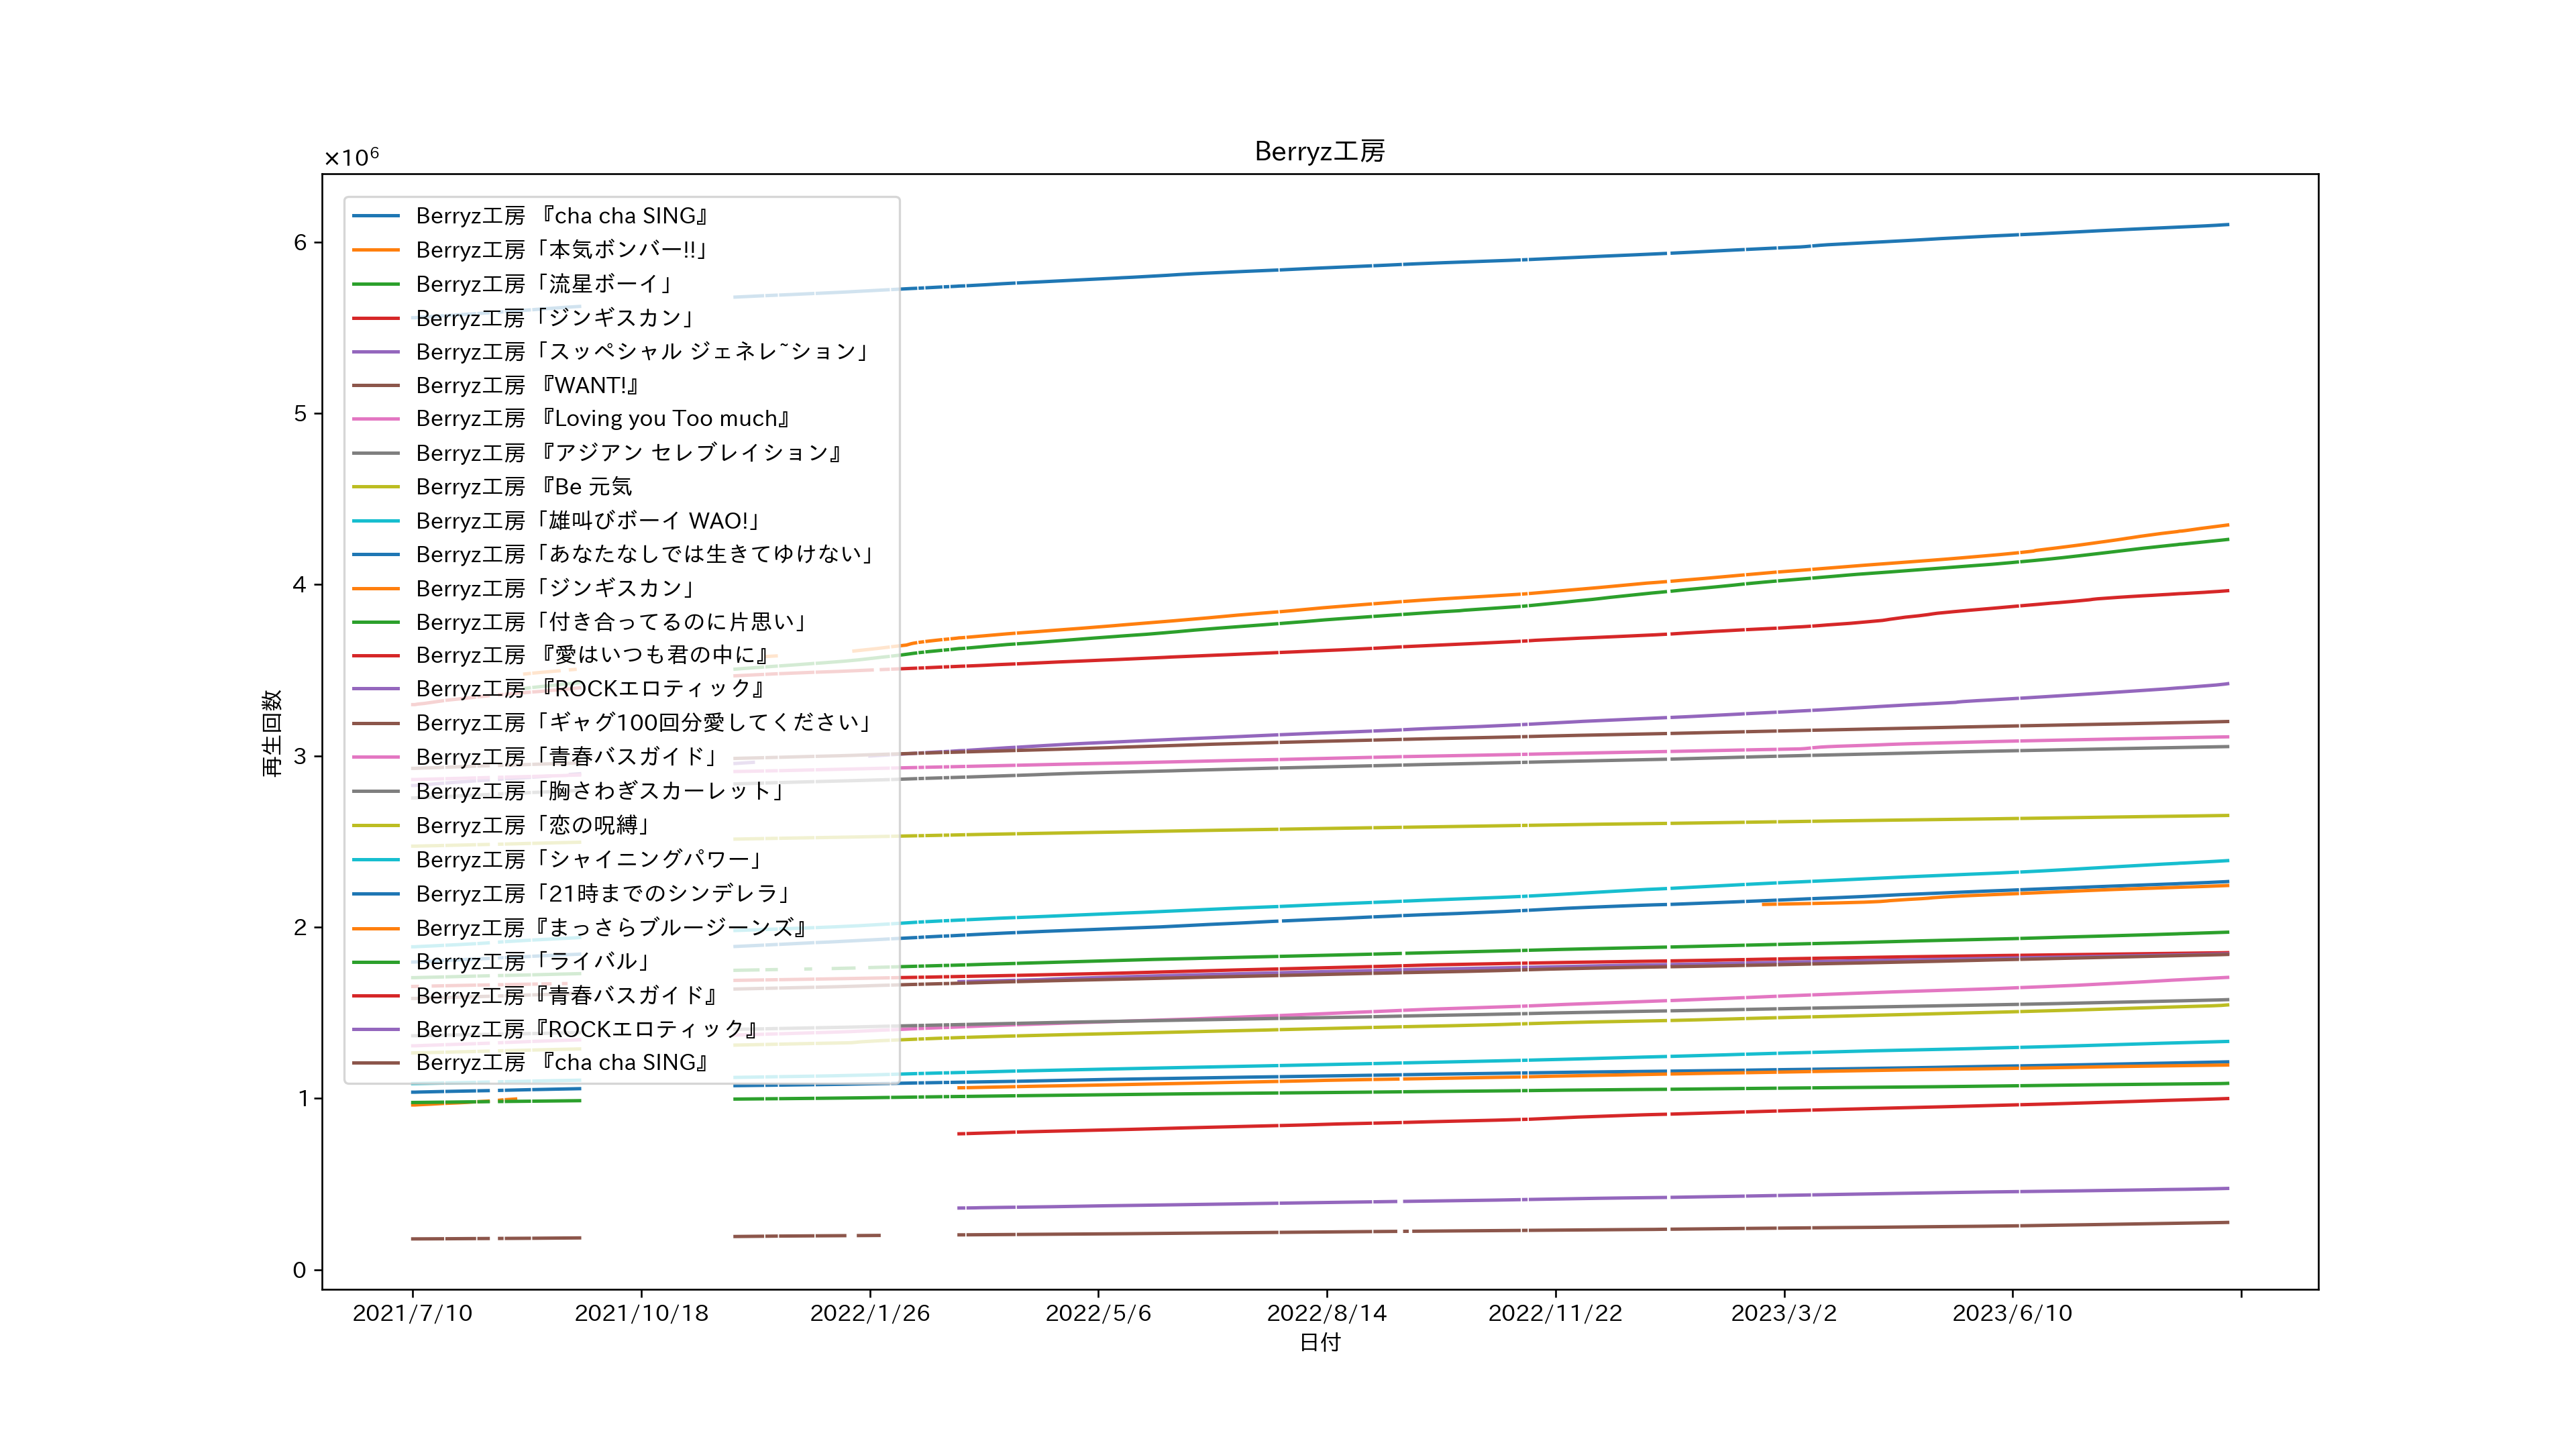 Berryz工房
×10⁶
Berryz工房 『cha cha SING』
Berryz工房「本気ボンバー!!」
Berryz工房「流星ボーイ」
Berryz工房「ジンギスカン」
Berryz工房「スッペシャル ジェネレ~ション」
Berryz工房 『WANT!』
Berryz工房 『Loving you Too much』
Berryz工房 『アジアン セレブレイション』
Berryz工房 『Be 元気
Berryz工房「雄叫びボーイ WAO!」
Berryz工房「あなたなしでは生きてゆけない」
Berryz工房「ジンギスカン」
Berryz工房「付き合ってるのに片思い」
Berryz工房 『愛はいつも君の中に』
Berryz工房 『ROCKエロティック』
Berryz工房「ギャグ100回分愛してください」
Berryz工房「青春バスガイド」
Berryz工房「胸さわぎスカーレット」
Berryz工房「恋の呪縛」
Berryz工房「シャイニングパワー」
Berryz工房「21時までのシンデレラ」
Berryz工房『まっさらブルージーンズ』
Berryz工房「ライバル」
Berryz工房『青春バスガイド』
Berryz工房『ROCKエロティック』
Berryz工房 『cha cha SING』
6
5
4
3
2
1
0
再生回数
2021/7/10
2021/10/18
2022/1/26
2022/5/6
2022/8/14
2022/11/22
2023/3/2
2023/6/10
日付